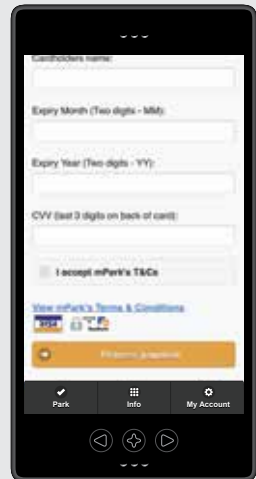 Cardholders name:
Expiry Month (Two digits - MM):
Expiry Year (Two digits - YY):
CVV (last 3 digits on back of card):
I accept mPark's T&Cs
View mPark's Terms & Conditions
VISA
Park Info My Account